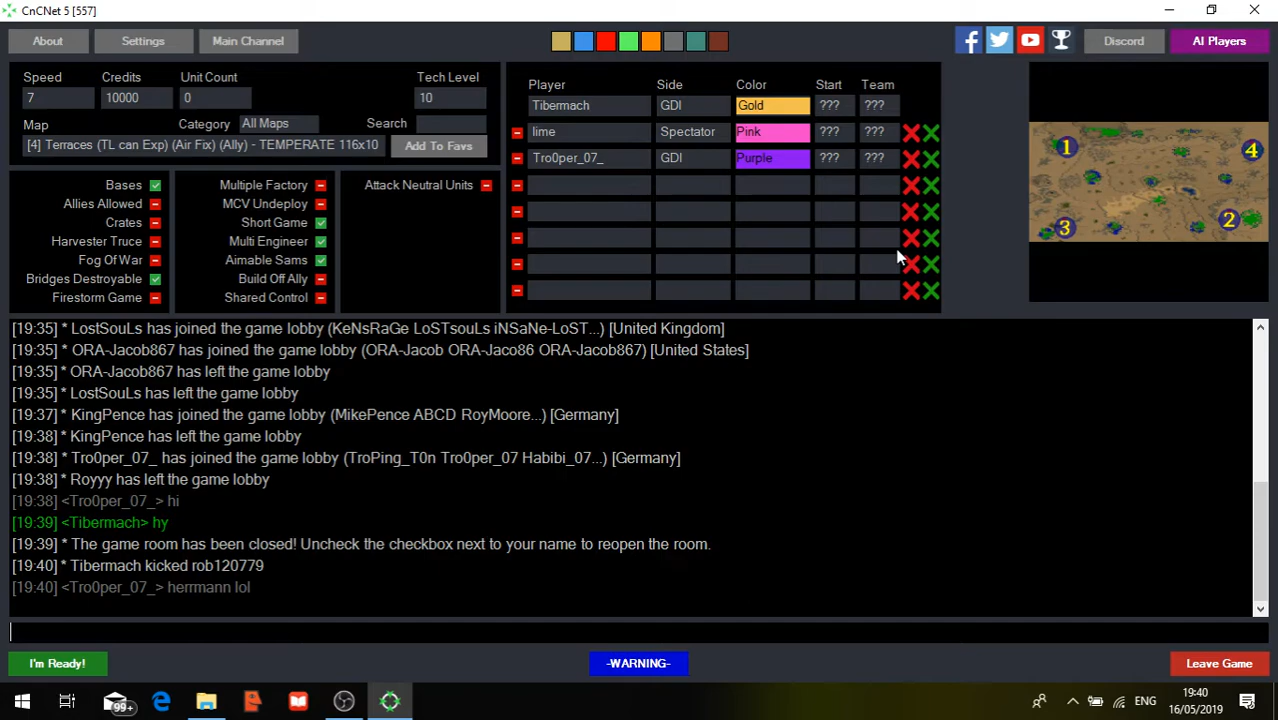 CnCNet 5 [557]
About
Settings
Main Channel
Discord
AI Players
Speed
Credits
Unit Count
Tech Level
7
10000
0
10
Map
Category
All Maps
Search
[4] Terraces (TL can Exp) (Air Fix) (Ally) - TEMPERATE 116x10
Add To Favs
Player
Side
Color
Start
Team
Tibermach
GDI
Gold
???
???
lime
Spectator
Pink
???
???
Tro0per_07_
GDI
Purple
???
???
1
4
3
2
Bases
Allies Allowed
Crates
Harvester Truce
Fog Of War
Bridges Destroyable
Firestorm Game
Multiple Factory
MCV Undeploy
Short Game
Multi Engineer
Aimable Sams
Build Off Ally
Shared Control
Attack Neutral Units
[19:35] * LostSouLs has joined the game lobby (KeNsRaGe LoSTsouLs iNSaNe-LoST...) [United Kingdom]
[19:35] * ORA-Jacob867 has joined the game lobby (ORA-Jacob ORA-Jaco86 ORA-Jacob867) [United States]
[19:35] * ORA-Jacob867 has left the game lobby
[19:35] * LostSouLs has left the game lobby
[19:37] * KingPence has joined the game lobby (MikePence ABCD RoyMoore...) [Germany]
[19:38] * KingPence has left the game lobby
[19:38] * Tro0per_07_ has joined the game lobby (TroPing_T0n Tro0per_07 Habibi_07...) [Germany]
[19:38] * Royyy has left the game lobby
[19:38] <Tro0per_07_> hi
[19:39] <Tibermach> hy
[19:39] * The game room has been closed! Uncheck the checkbox next to your name to reopen the room.
[19:40] * Tibermach kicked rob120779
[19:40] <Tro0per_07_> herrmann lol
I'm Ready!
-WARNING-
Leave Game
99+
ENG
19:40
16/05/2019